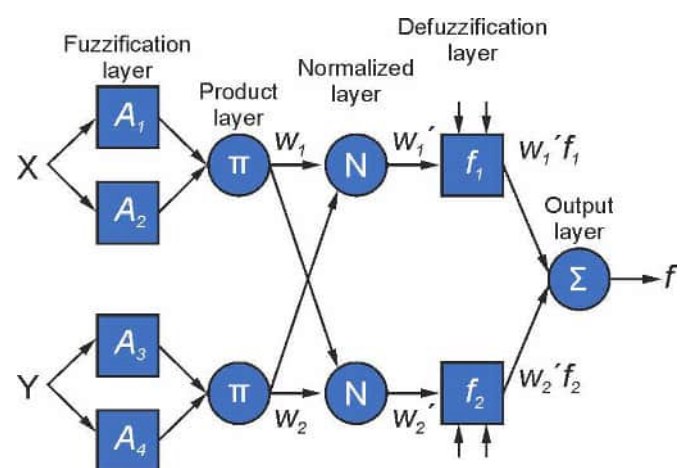 Fuzzification
layer
Product
layer
Normalized
layer
Defuzzification
layer
Output
layer
X
A₁
A₂
π
w₁
N
w₁´
f₁
w₁´f₁
Σ
f
Y
A₃
A₄
π
w₂
N
w₂´
f₂
w₂´f₂